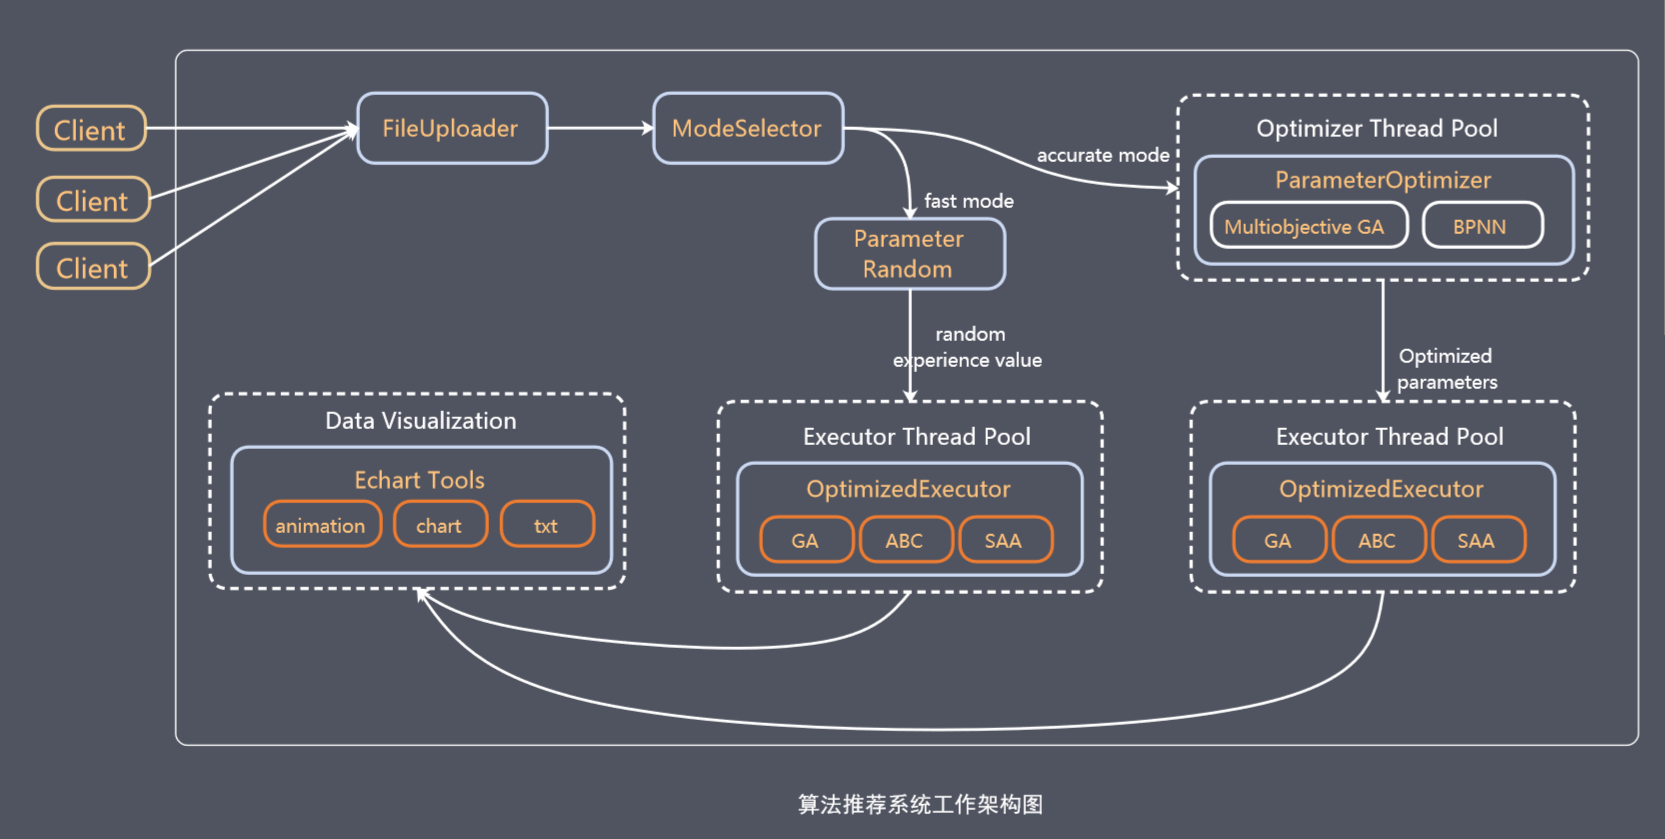 Client
Client
Client
FileUploader
ModeSelector
accurate mode
fast mode
Parameter
Random
random
experience value
Optimizer Thread Pool
ParameterOptimizer
Multiobjective GA
BPNN
Optimized
parameters
Data Visualization
Echart Tools
animation
chart
txt
Executor Thread Pool
OptimizedExecutor
GA
ABC
SAA
Executor Thread Pool
OptimizedExecutor
GA
ABC
SAA
算法推荐系统工作架构图